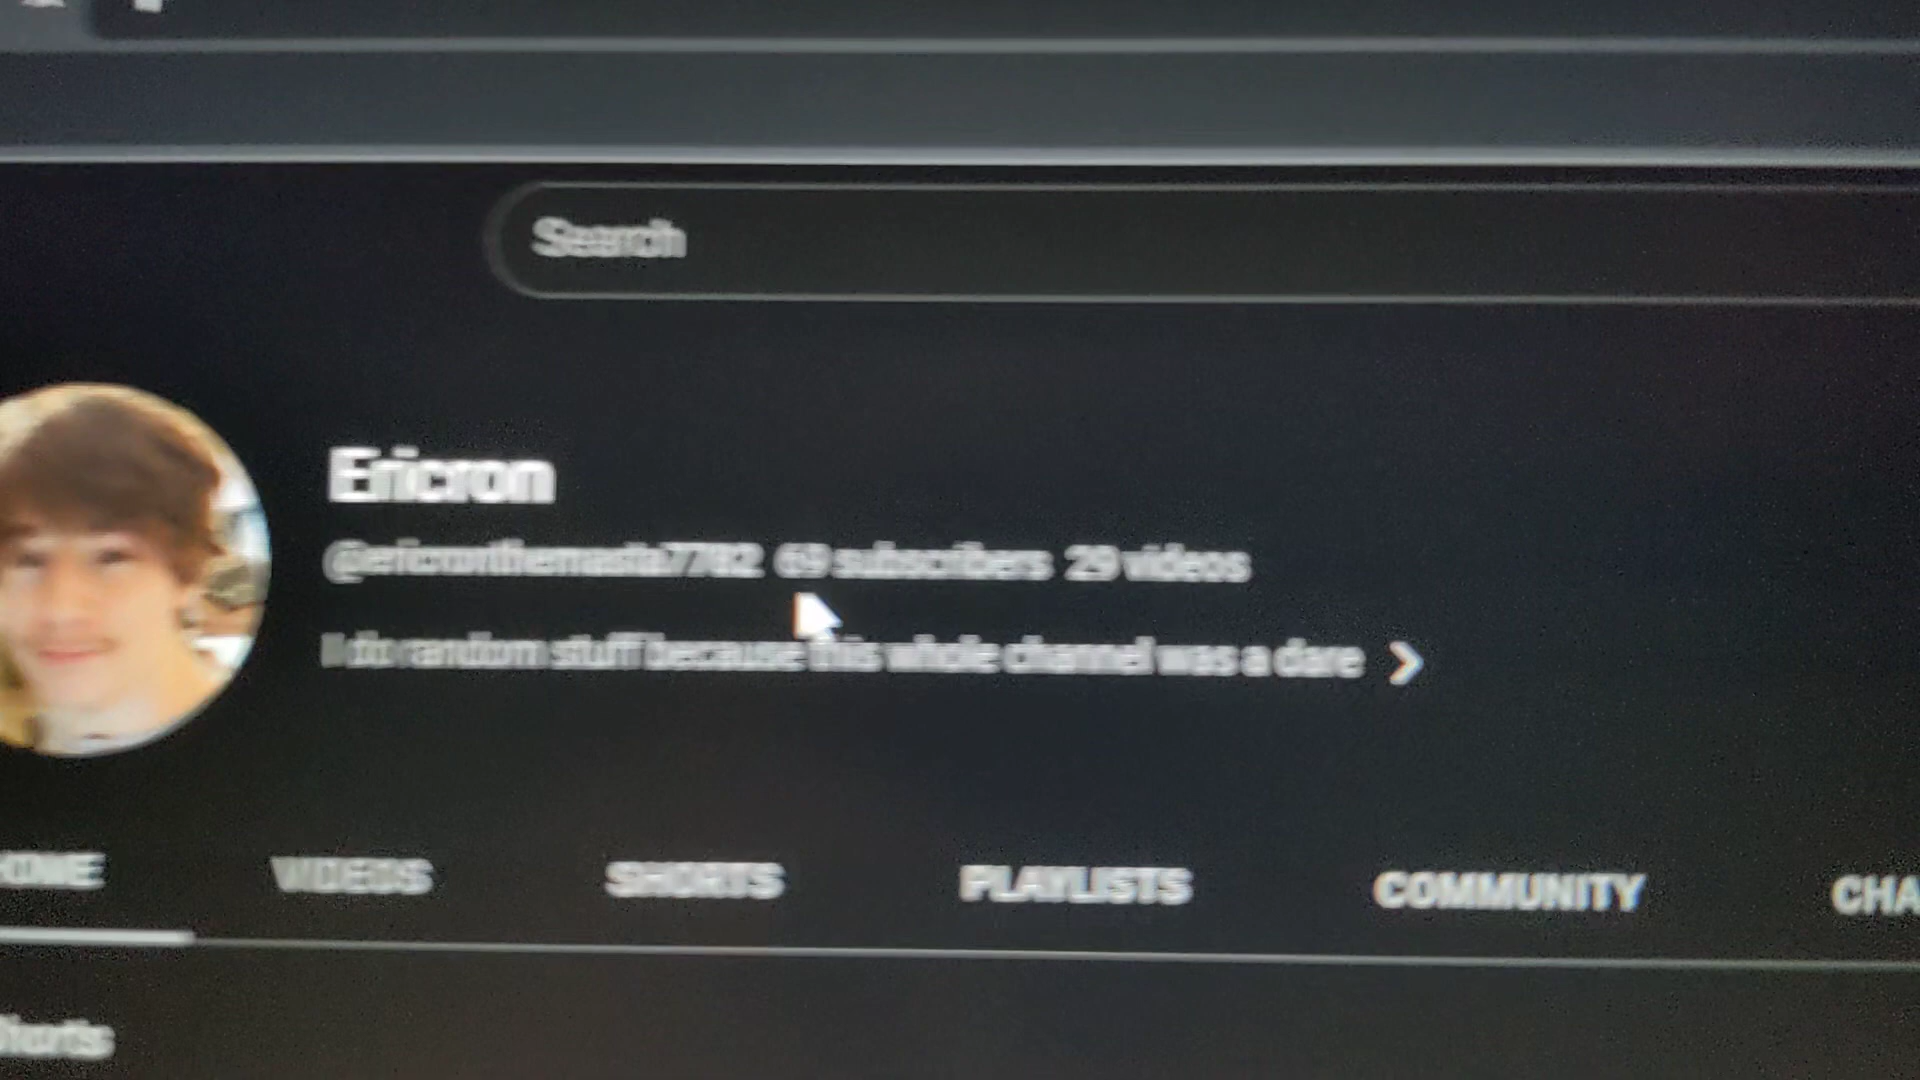 Search
Ericron
69 subscribers 29 videos
I do random stuff because this whole channel was a dare
HOME VIDEOS SHORTS PLAYLISTS COMMUNITY CHA
Shorts